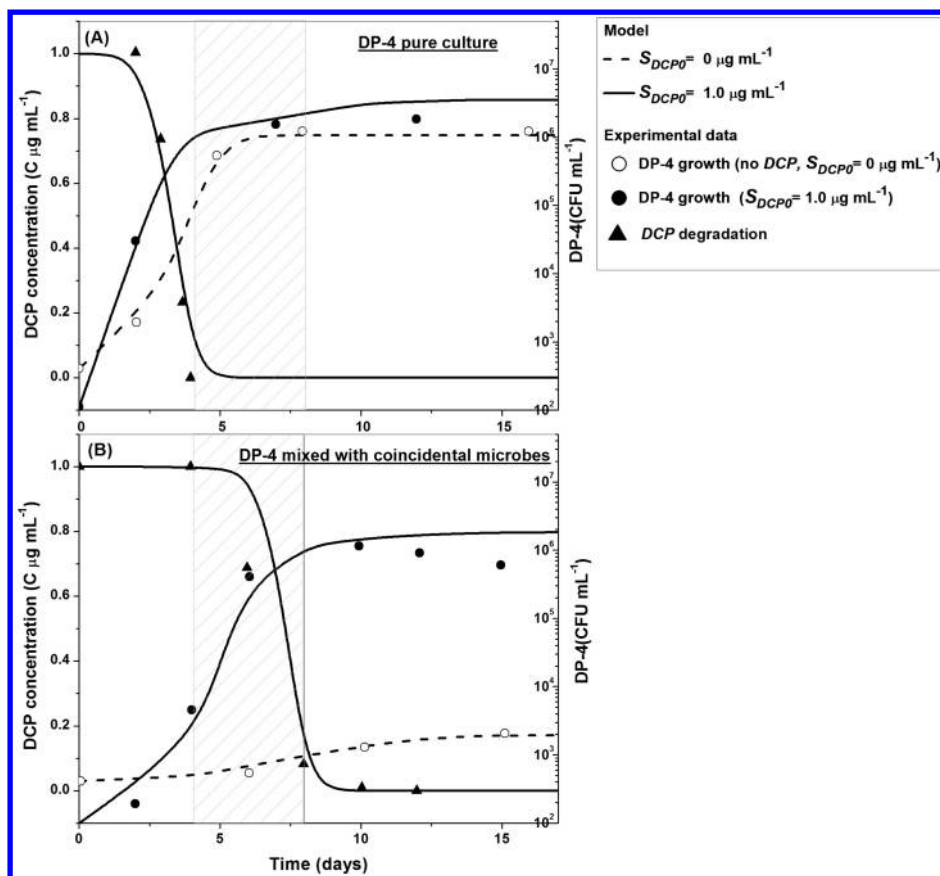 (A)
DP-4 pure culture
DCP concentration (C μg mL-1)
1.0
0.8
0.6
0.4
0.2
0.0
10^7
10^6
10^5
10^4
10^3
10^2
DP-4(CFU mL-1)
0 5 10 15
(B)
DP-4 mixed with coincidental microbes
DCP concentration (C μg mL-1)
1.0
0.8
0.6
0.4
0.2
0.0
10^7
10^6
10^5
10^4
10^3
10^2
DP-4(CFU mL-1)
0 5 10 15
Time (days)
Model
S_DCP0= 0 μg mL-1
S_DCP0= 1.0 μg mL-1
Experimental data
DP-4 growth (no DCP, S_DCP0= 0 μg mL-1)
DP-4 growth (S_DCP0= 1.0 μg mL-1)
DCP degradation